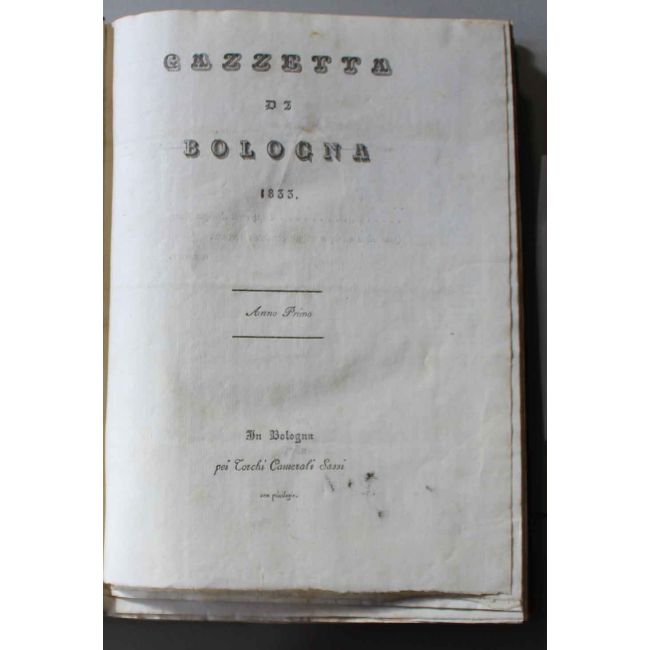 GAZZETTA
DI
BOLOGNA
1833.
Anno Primo
In Bologna
pei Torchi Camerali Sassi
con privilegio.